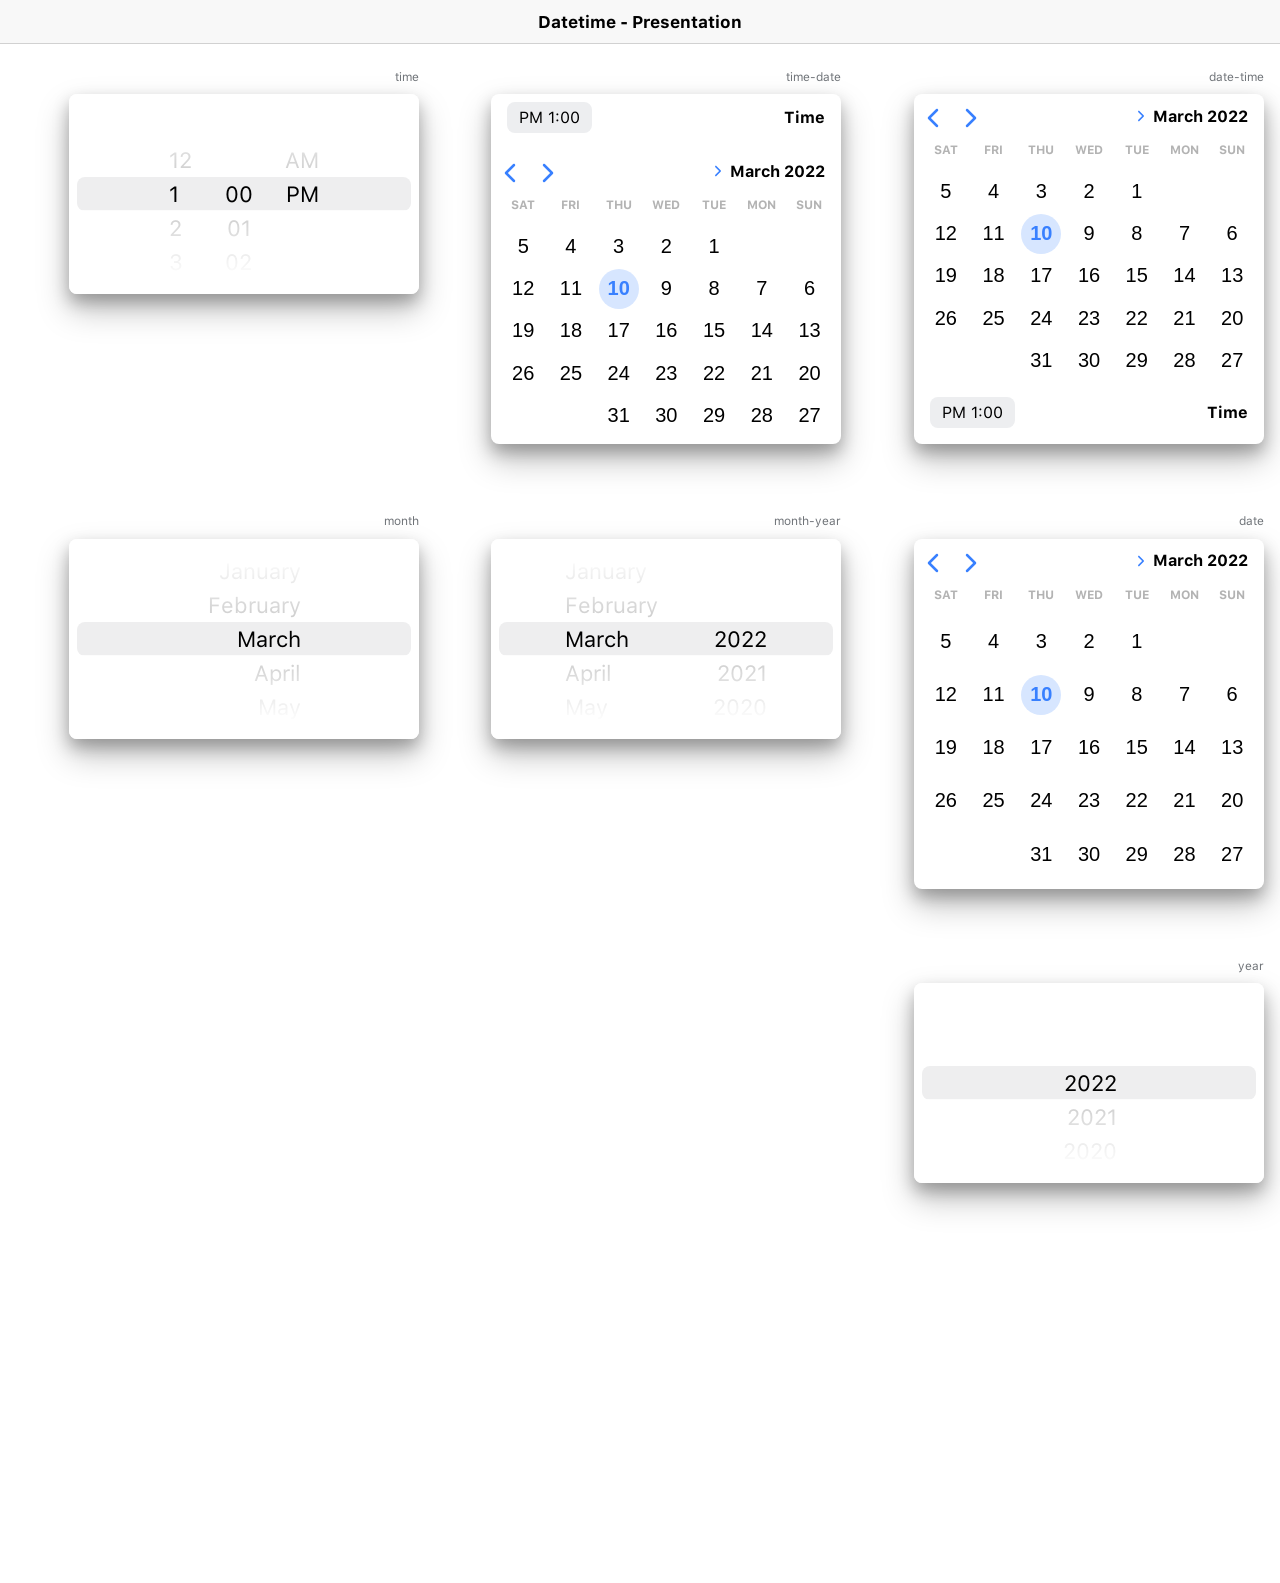 Datetime - Presentation
time
12 AM
1 00 PM
2 01
3 02
time-date
PM 1:00 Time
March 2022
SAT FRI THU WED TUE MON SUN
5 4 3 2 1
12 11 10 9 8 7 6
19 18 17 16 15 14 13
26 25 24 23 22 21 20
31 30 29 28 27
date-time
March 2022
SAT FRI THU WED TUE MON SUN
5 4 3 2 1
12 11 10 9 8 7 6
19 18 17 16 15 14 13
26 25 24 23 22 21 20
31 30 29 28 27
PM 1:00 Time
month
January
February
March
April
May
month-year
January
February
March 2022
April 2021
May 2020
date
March 2022
SAT FRI THU WED TUE MON SUN
5 4 3 2 1
12 11 10 9 8 7 6
19 18 17 16 15 14 13
26 25 24 23 22 21 20
31 30 29 28 27
year
2022
2021
2020